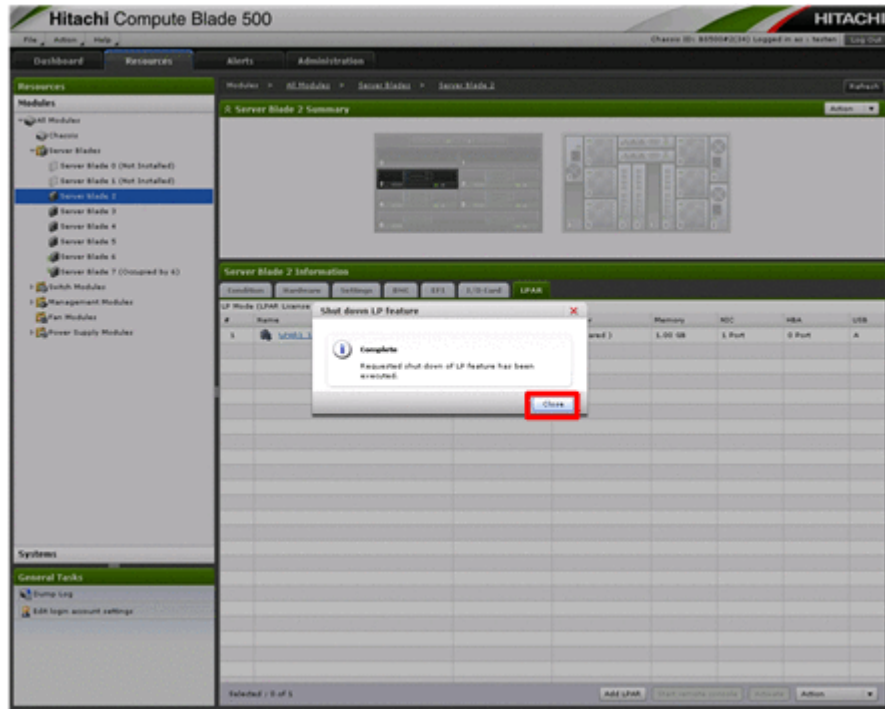 Hitachi Compute Blade 500
HITACHI
File Action Help
Logged in as :
Log Out
Dashboard Resources Alerts Administration
Resources
Modules > All Modules > Server Blades > Server Blade 2
Refresh
Modules
Server Blade 2 Summary
Action
All Modules
Chassis
Server Blades
Server Blade 0 (Not Installed)
Server Blade 1 (Not Installed)
Server Blade 2
Server Blade 3
Server Blade 4
Server Blade 5
Server Blade 6
Server Blade 7 (Occupied by 6)
Switch Modules
Management Modules
Fan Modules
Power Supply Modules
Server Blade 2 Information
Condition Hardware Settings BMC EFI I/O Card LPAR
LP Mode (LPAR License
# Name Memory NIC HBA USB
1 1.00 GB 1 Port 0 Port A
Shut down LP feature
Complete
Requested shut down of LP feature has been
executed.
Close
Systems
General Tasks
Dump Log
Edit login account settings
Selected / 0 of 1
Add LPAR Start remote console Activate Action